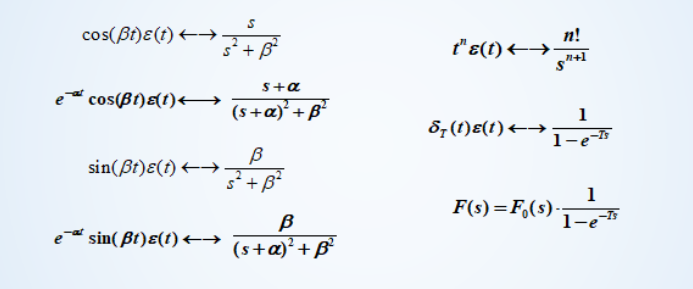 cos(βt)ε(t) ⟷ s / (s² + β²)
e^{-αt} cos(βt)ε(t) ⟷ (s+α) / ((s+α)² + β²)
sin(βt)ε(t) ⟷ β / (s² + β²)
e^{-αt} sin(βt)ε(t) ⟷ β / ((s+α)² + β²)
tⁿε(t) ⟷ n! / s^{n+1}
δ_T(t)ε(t) ⟷ 1 / (1−e^{−Ts})
F(s) = F₀(s)· 1 / (1−e^{−Ts})